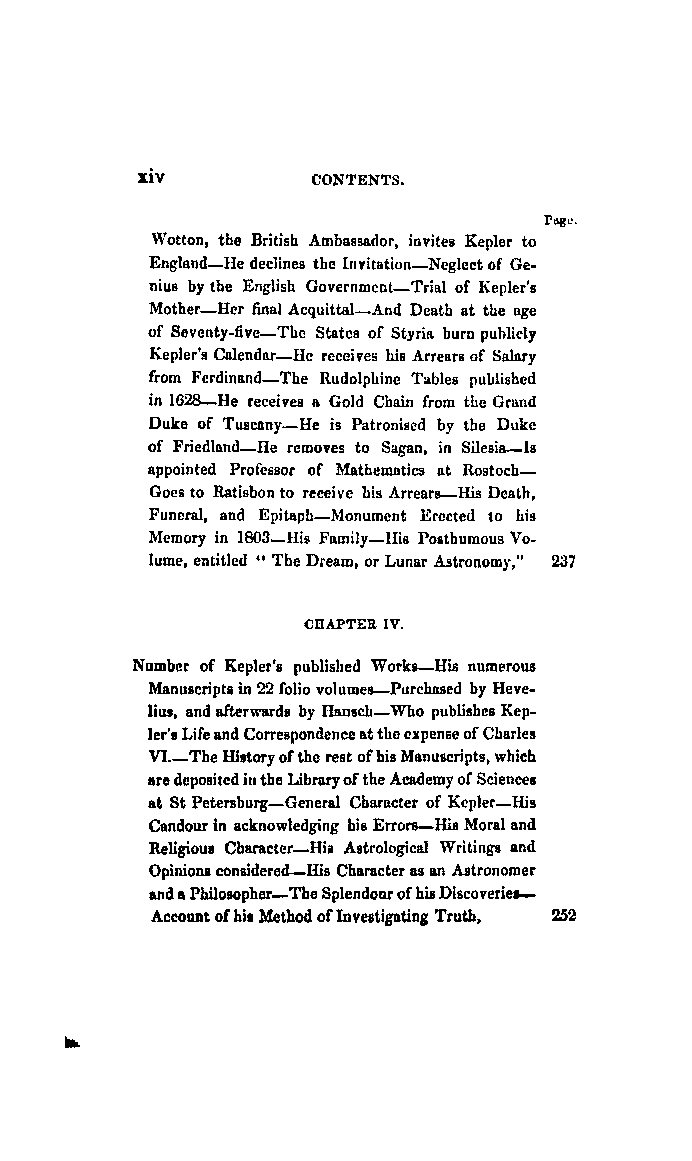 xiv CONTENTS.
Page.
Wotton, the British Ambassador, invites Kepler to
England—He declines the Invitation—Neglect of Ge-
nius by the English Government—Trial of Kepler's
Mother—Her final Acquittal—And Death at the age
of Seventy-five—The States of Styria burn publicly
Kepler's Calendar—He receives his Arrears of Salary
from Ferdinand—The Rudolphine Tables published
in 1628—He receives a Gold Chain from the Grand
Duke of Tuscany—He is Patronised by the Duke
of Friedland—He removes to Sagan, in Silesia—Is
appointed Professor of Mathematics at Rostoch—
Goes to Ratisbon to receive his Arrears—His Death,
Funeral, and Epitaph—Monument Erected to his
Memory in 1803—His Family—His Posthumous Vo-
lume, entitled " The Dream, or Lunar Astronomy," 237
CHAPTER IV.
Number of Kepler's published Works—His numerous
Manuscripts in 22 folio volumes—Purchased by Heve-
lius, and afterwards by Hansch—Who publishes Kep-
ler's Life and Correspondence at the expense of Charles
VI.—The History of the rest of his Manuscripts, which
are deposited in the Library of the Academy of Sciences
at St Petersburg—General Character of Kepler—His
Candour in acknowledging his Errors—His Moral and
Religious Character—His Astrological Writings and
Opinions considered—His Character as an Astronomer
and a Philosopher—The Splendour of his Discoveries—
Account of his Method of Investigating Truth, 252